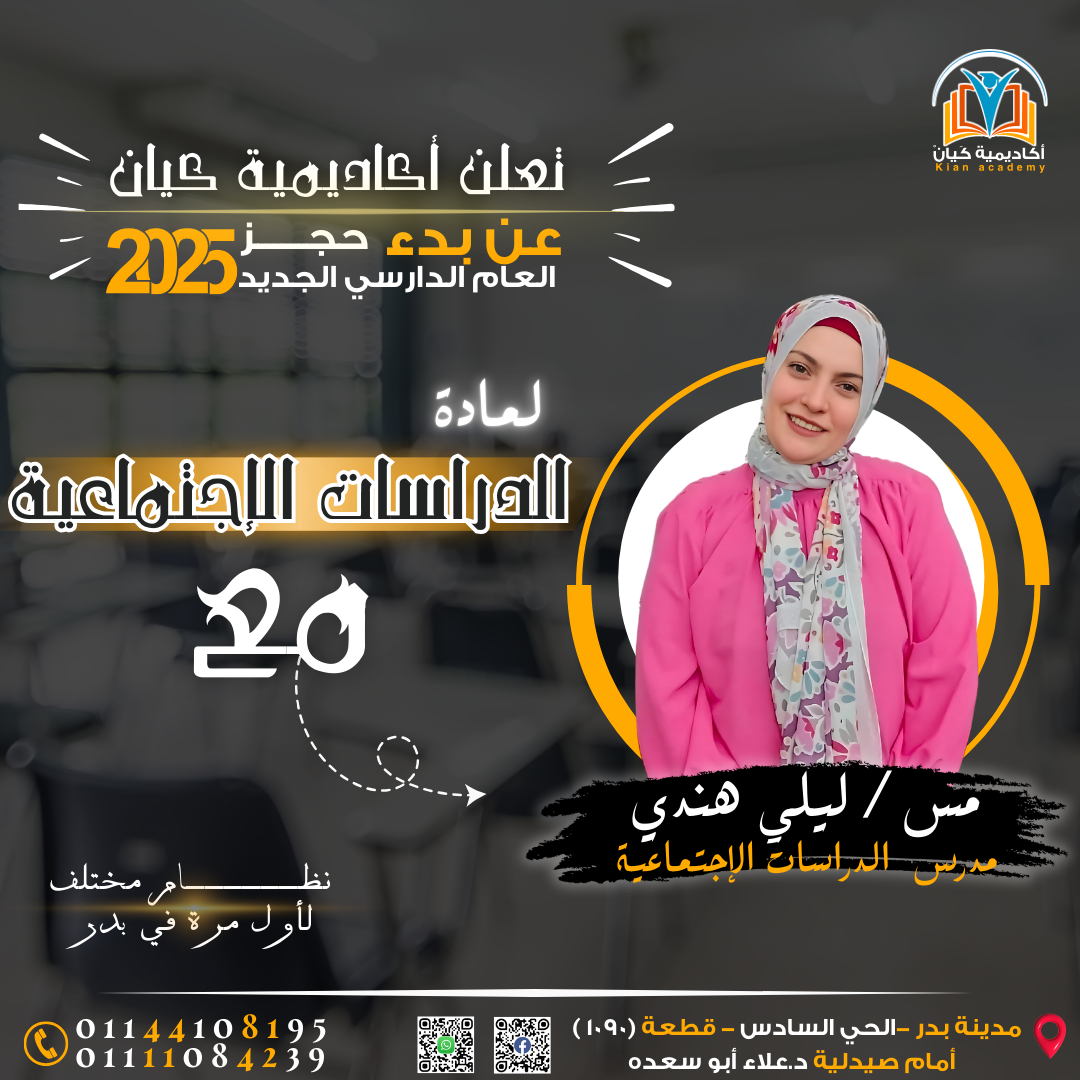 أكاديمية كيان
Kian academy
تعلن أكاديمية كيان
عن بدء حجـــز
العام الدارسي الجديد 2025
لمادة
الدراسات الإجتماعية
مع
مس / ليلي هندي
مدرس الدراسات الإجتماعية
نظــــــام مختلف
لأول مرة في بدر
01144108195
01111084239
مدينة بدر -الحي السادس - قطعة (١٠٩٠)
أمام صيدلية د.علاء أبو سعده